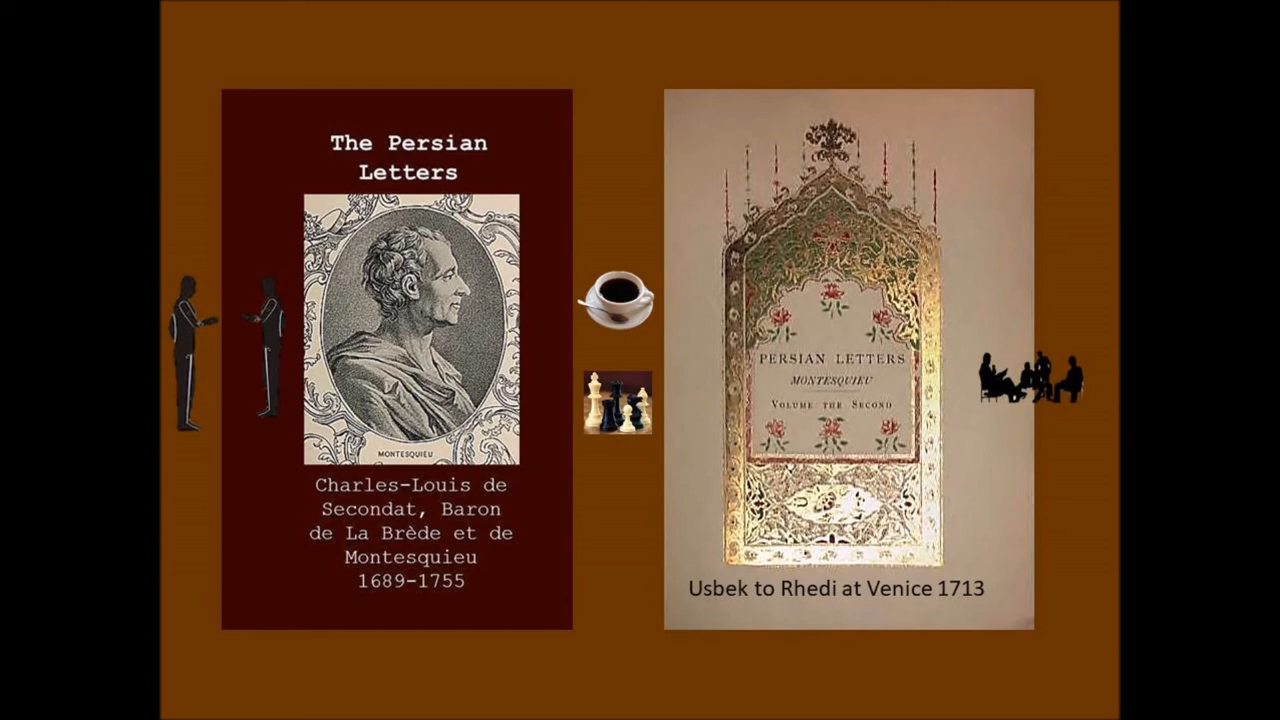 The Persian
Letters
MONTESQUIEU
Charles-Louis de
Secondat, Baron
de La Brède et de
Montesquieu
1689-1755
PERSIAN LETTERS
MONTESQUIEU
VOLUME THE SECOND
Usbek to Rhedi at Venice 1713